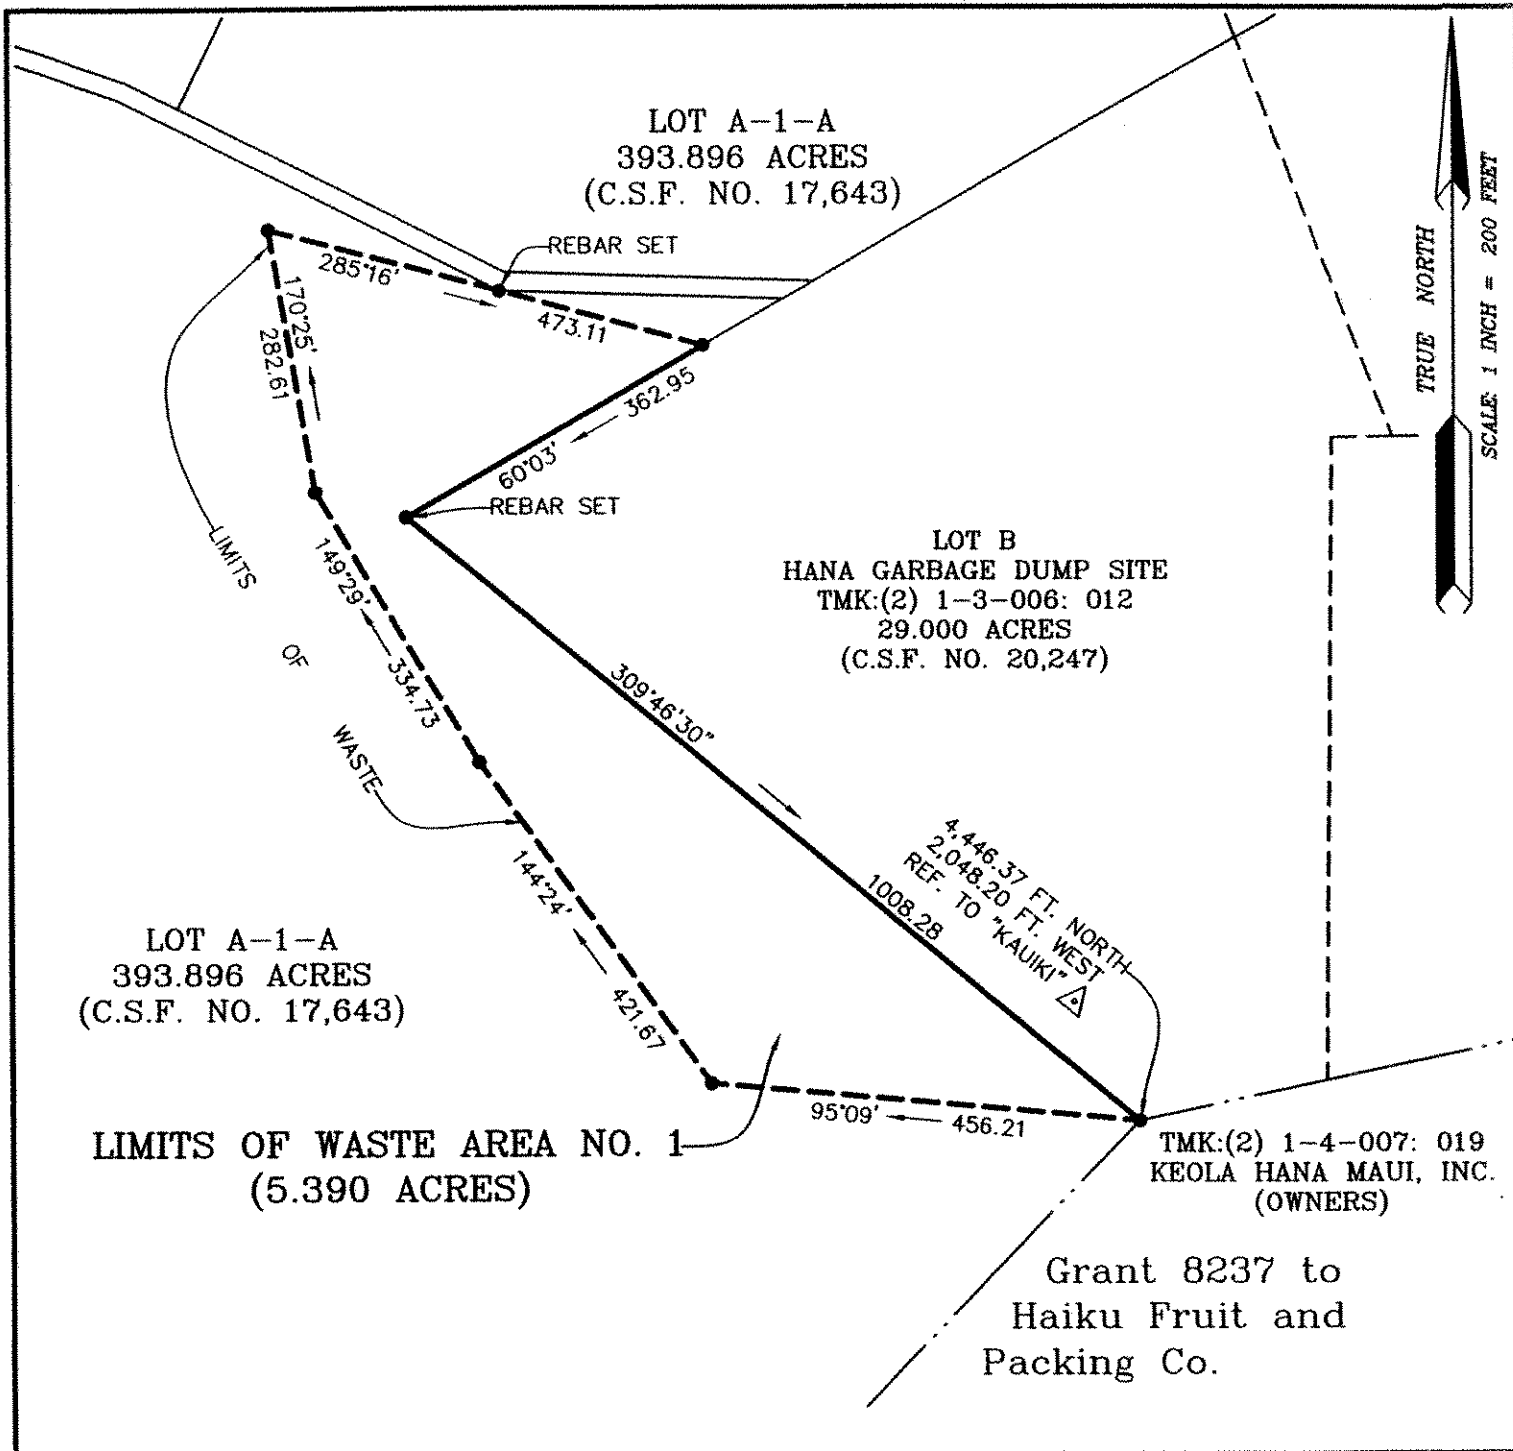 LOT A-1-A
393.896 ACRES
(C.S.F. NO. 17,643)
TRUE NORTH
SCALE: 1 INCH = 200 FEET
REBAR SET
285°16'
473.11
170°25'
282.61
362.95
60°03'
REBAR SET
LIMITS
OF
WASTE
149°29'
334.73
LOT B
HANA GARBAGE DUMP SITE
TMK:(2) 1-3-006: 012
29.000 ACRES
(C.S.F. NO. 20,247)
309°46'30"
1008.28
4,446.37 FT. NORTH
2,048.20 FT. WEST
REF. TO "KAUIKI"
144°24'
421.67
LOT A-1-A
393.896 ACRES
(C.S.F. NO. 17,643)
95°09'
456.21
LIMITS OF WASTE AREA NO. 1
(5.390 ACRES)
TMK:(2) 1-4-007: 019
KEOLA HANA MAUI, INC.
(OWNERS)
Grant 8237 to
Haiku Fruit and
Packing Co.